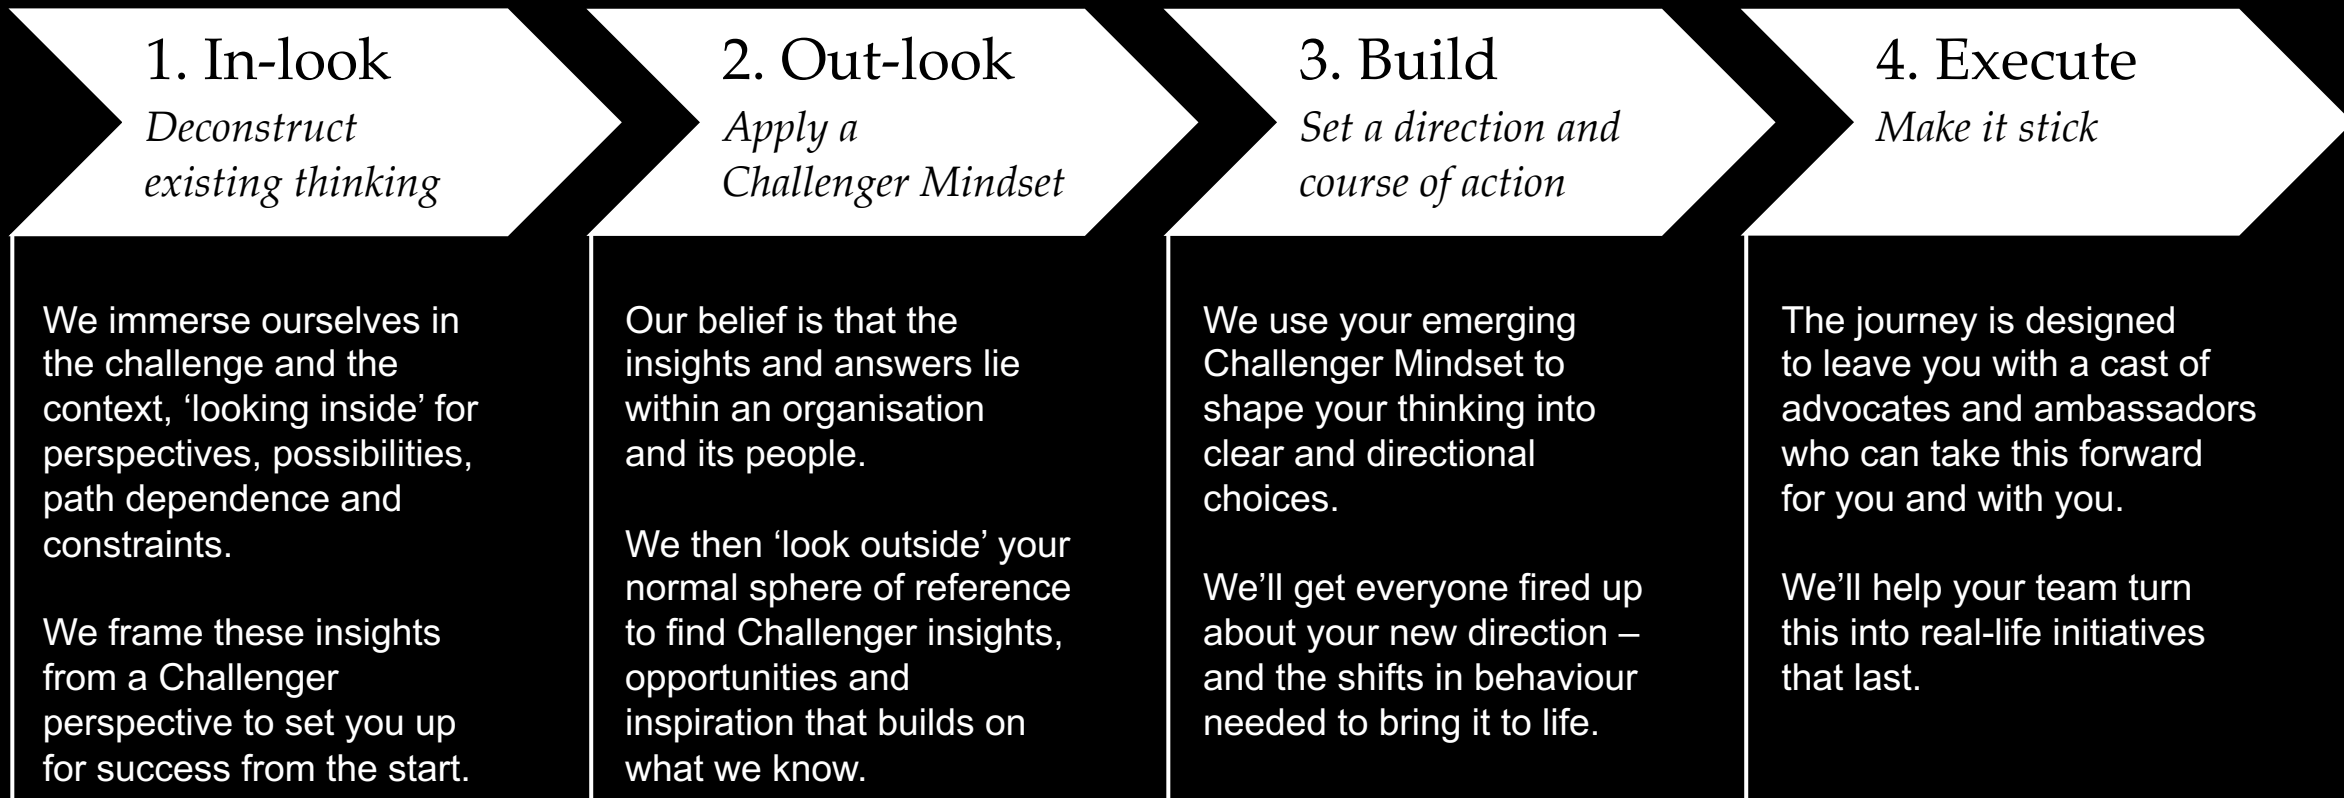 1. In-look
Deconstruct
existing thinking
We immerse ourselves in
the challenge and the
context, ‘looking inside’ for
perspectives, possibilities,
path dependence and
constraints.
We frame these insights
from a Challenger
perspective to set you up
for success from the start.
2. Out-look
Apply a
Challenger Mindset
Our belief is that the
insights and answers lie
within an organisation
and its people.
We then ‘look outside’ your
normal sphere of reference
to find Challenger insights,
opportunities and
inspiration that builds on
what we know.
3. Build
Set a direction and
course of action
We use your emerging
Challenger Mindset to
shape your thinking into
clear and directional
choices.
We’ll get everyone fired up
about your new direction –
and the shifts in behaviour
needed to bring it to life.
4. Execute
Make it stick
The journey is designed
to leave you with a cast of
advocates and ambassadors
who can take this forward
for you and with you.
We’ll help your team turn
this into real-life initiatives
that last.